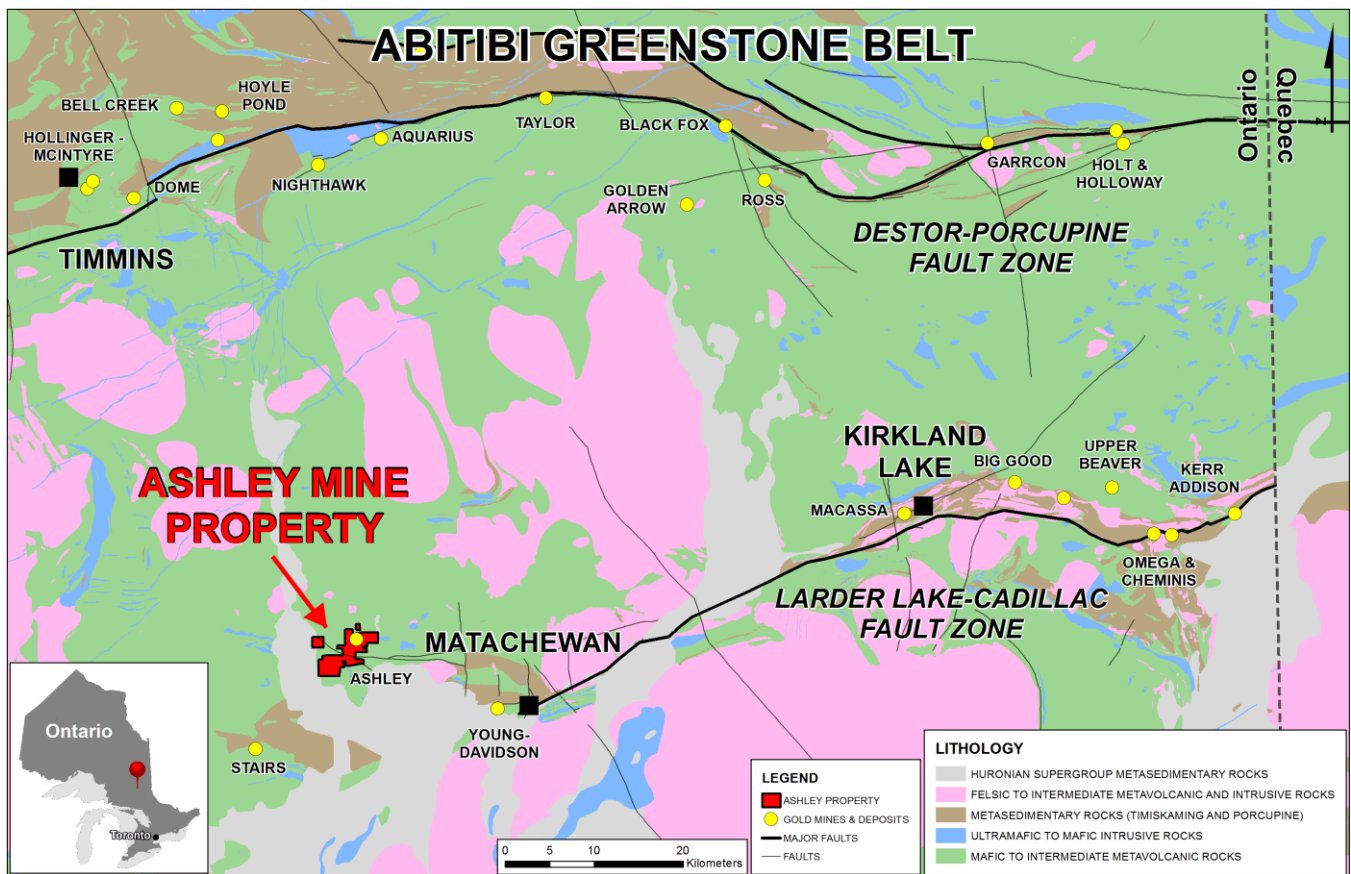 ABITIBI GREENSTONE BELT
Ontario
Quebec
N
HOYLE
POND
BELL CREEK
HOLLINGER -
MCINTYRE
DOME
NIGHTHAWK
AQUARIUS
TAYLOR
BLACK FOX
GOLDEN
ARROW
ROSS
GARRCON
HOLT &
HOLLOWAY
TIMMINS
DESTOR-PORCUPINE
FAULT ZONE
KIRKLAND
LAKE
BIG GOOD
UPPER
BEAVER
KERR
ADDISON
MACASSA
OMEGA &
CHEMINIS
ASHLEY MINE
PROPERTY
LARDER LAKE-CADILLAC
FAULT ZONE
MATACHEWAN
ASHLEY
YOUNG-
DAVIDSON
STAIRS
Ontario
Toronto
0 5 10 20
Kilometers
LEGEND
ASHLEY PROPERTY
GOLD MINES & DEPOSITS
MAJOR FAULTS
FAULTS
LITHOLOGY
HURONIAN SUPERGROUP METASEDIMENTARY ROCKS
FELSIC TO INTERMEDIATE METAVOLCANIC AND INTRUSIVE ROCKS
METASEDIMENTARY ROCKS (TIMISKAMING AND PORCUPINE)
ULTRAMAFIC TO MAFIC INTRUSIVE ROCKS
MAFIC TO INTERMEDIATE METAVOLCANIC ROCKS